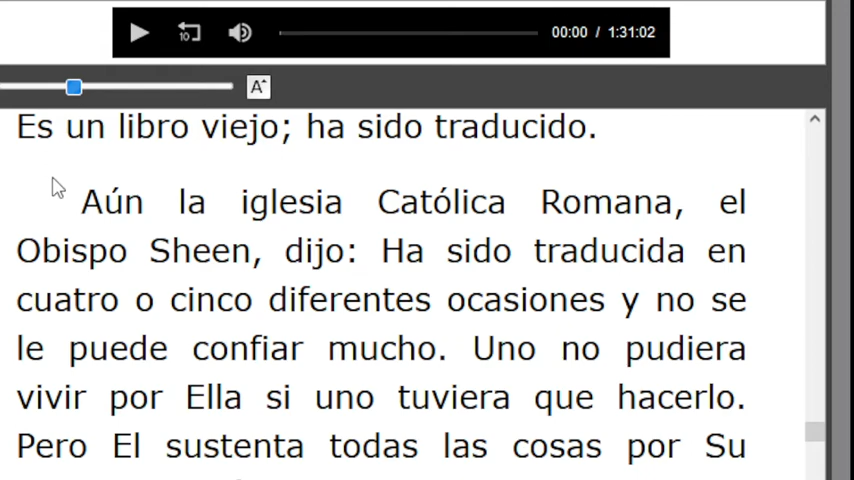 10
00:00 / 1:31:02
A
Es un libro viejo; ha sido traducido.
Aún la iglesia Católica Romana, el
Obispo Sheen, dijo: Ha sido traducida en
cuatro o cinco diferentes ocasiones y no se
le puede confiar mucho. Uno no pudiera
vivir por Ella si uno tuviera que hacerlo.
Pero El sustenta todas las cosas por Su